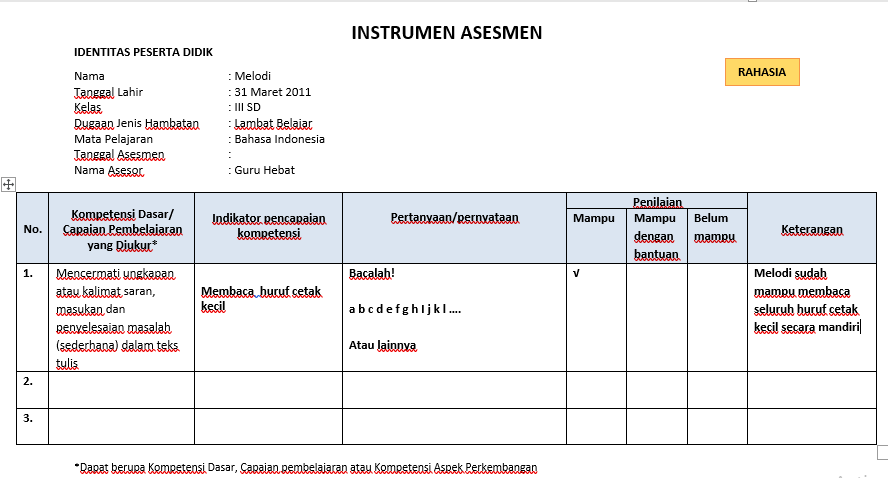 INSTRUMEN ASESMEN
IDENTITAS PESERTA DIDIK
RAHASIA
Nama : Melodi
Tanggal Lahir : 31 Maret 2011
Kelas : III SD
Dugaan Jenis Hambatan : Lambat Belajar
Mata Pelajaran : Bahasa Indonesia
Tanggal Asesmen :
Nama Asesor : Guru Hebat
No.
Kompetensi Dasar/
Capaian Pembelajaran
yang Diukur*
Indikator pencapaian
kompetensi
Pertanyaan/pernyataan
Penilaian
Mampu
Mampu
dengan
bantuan
Belum
mampu
Keterangan
1.
Mencermati ungkapan
atau kalimat saran,
masukan dan
penyelesaian masalah
(sederhana) dalam teks
tulis
Membaca huruf cetak
kecil
Bacalah!
a b c d e f g h I j k l ....
Atau lainnya
√
Melodi sudah
mampu membaca
seluruh huruf cetak
kecil secara mandiri
2.
3.
*Dapat berupa Kompetensi Dasar, Capaian pembelajaran atau Kompetensi Aspek Perkembangan